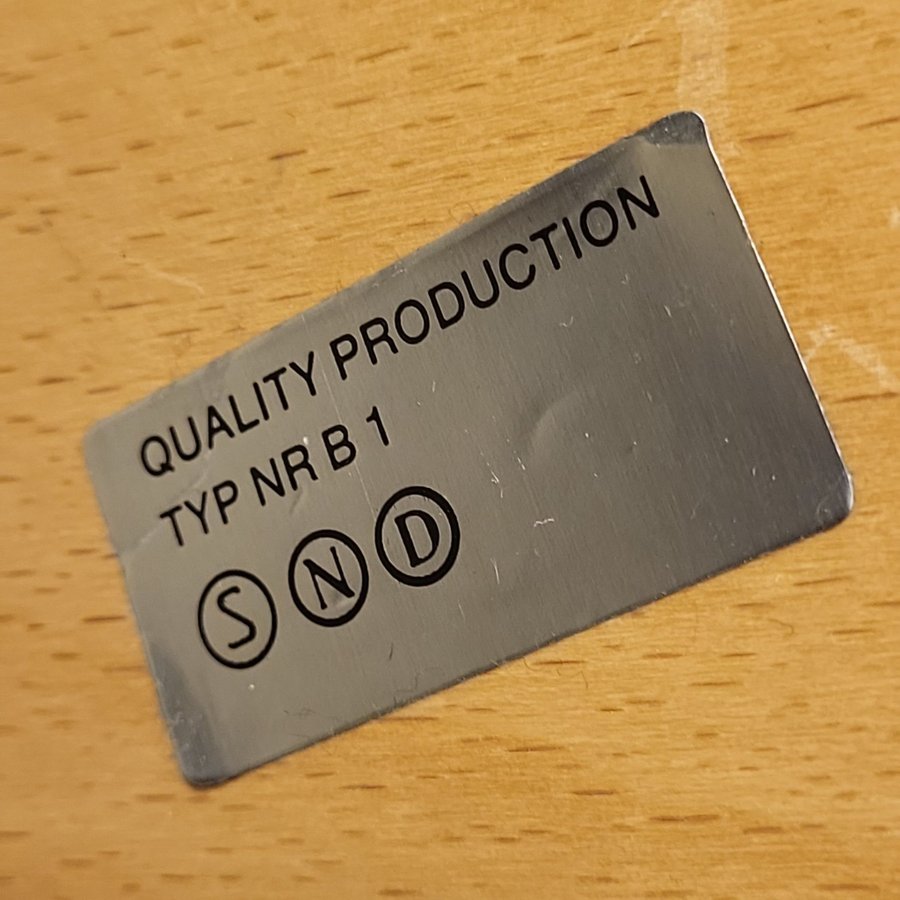 QUALITY PRODUCTION
TYP NR B 1
S N D